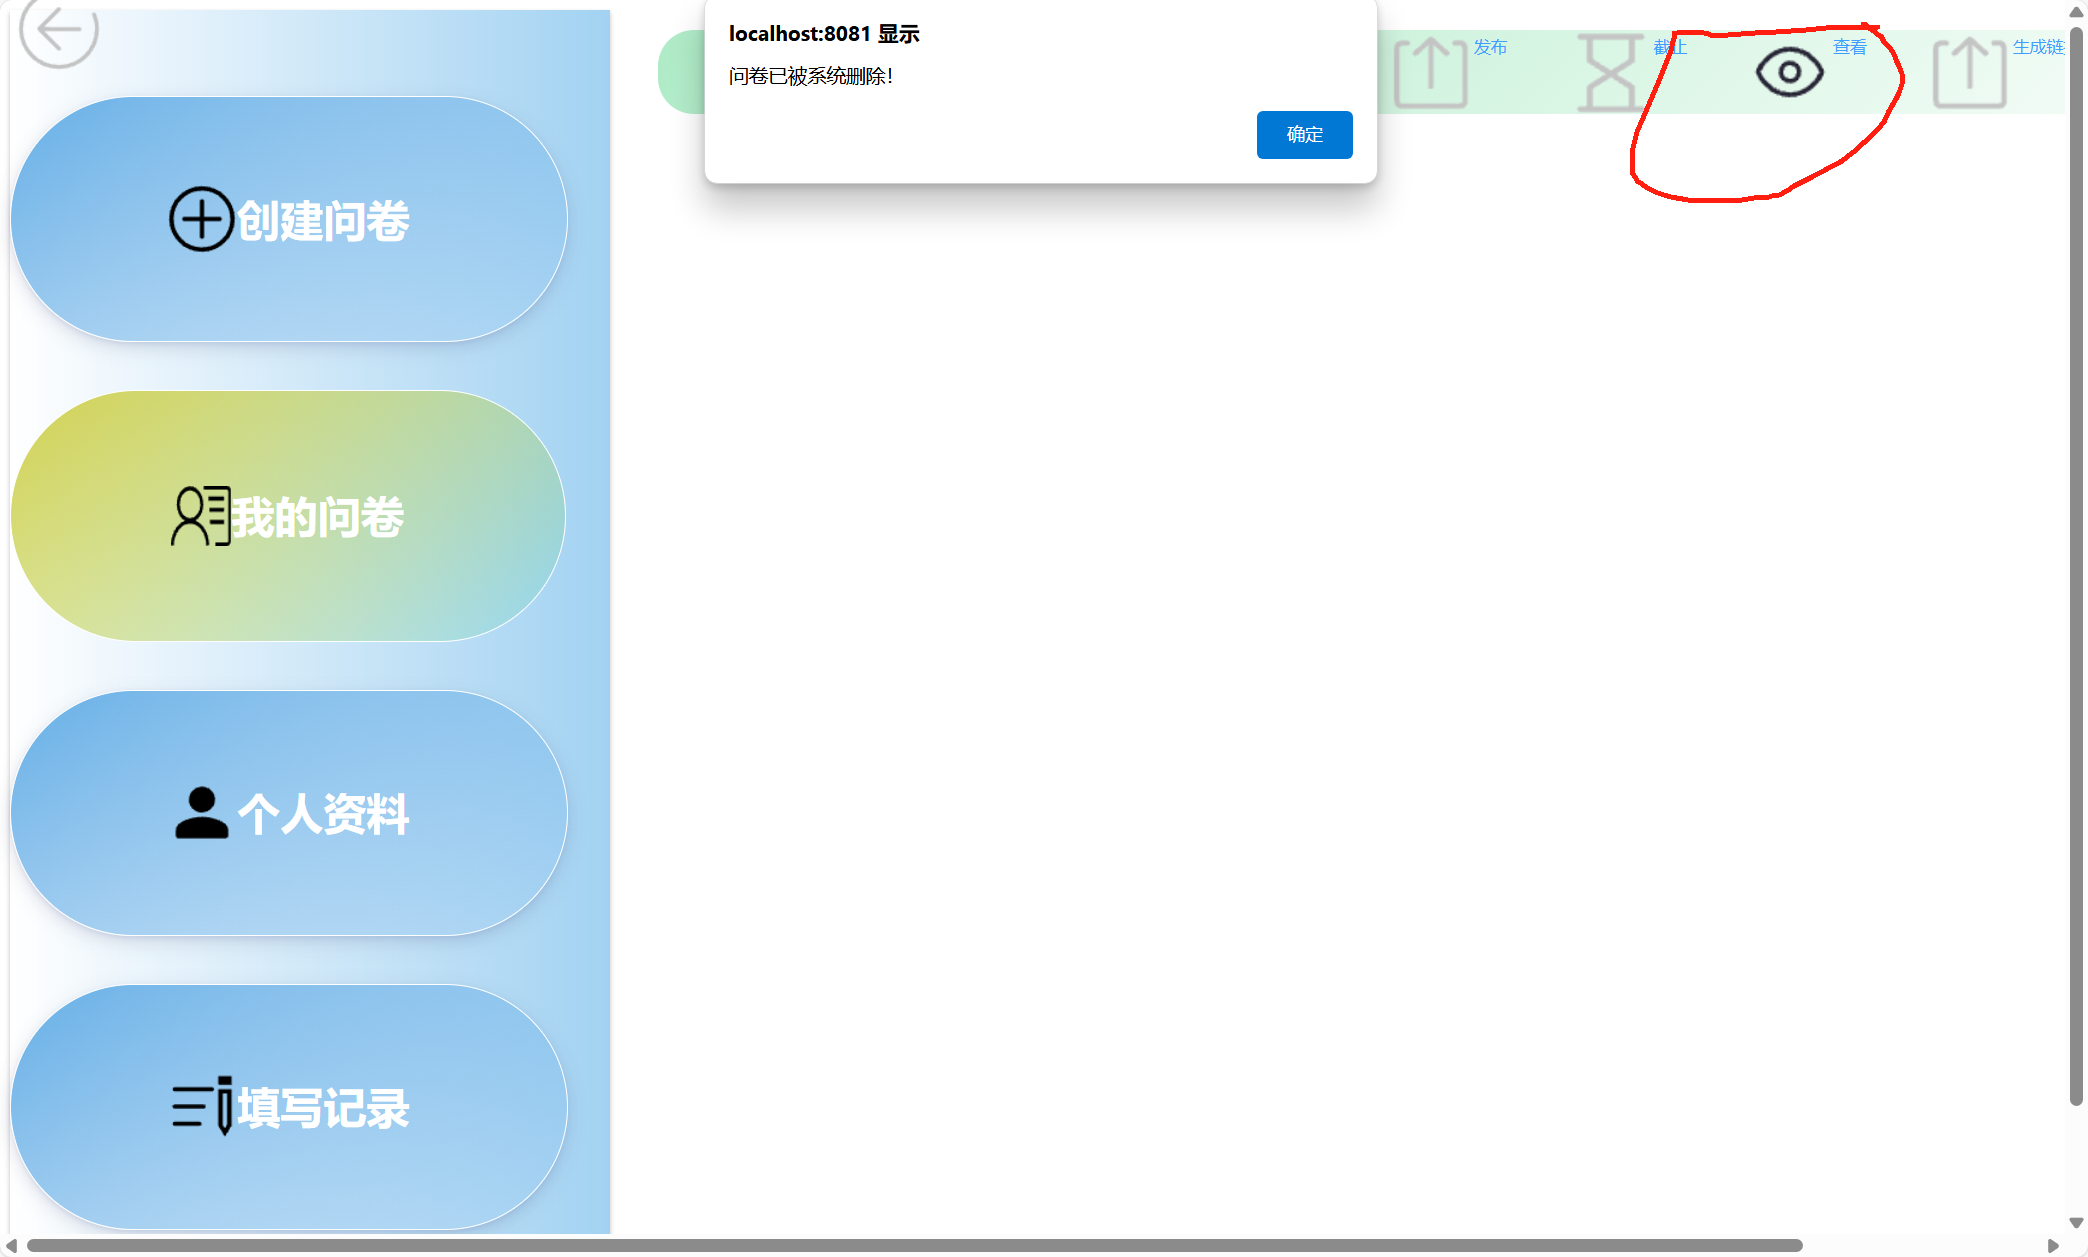 localhost:8081 显示
问卷已被系统删除！
确定
发布
截止
查看
生成链
创建问卷
我的问卷
个人资料
填写记录